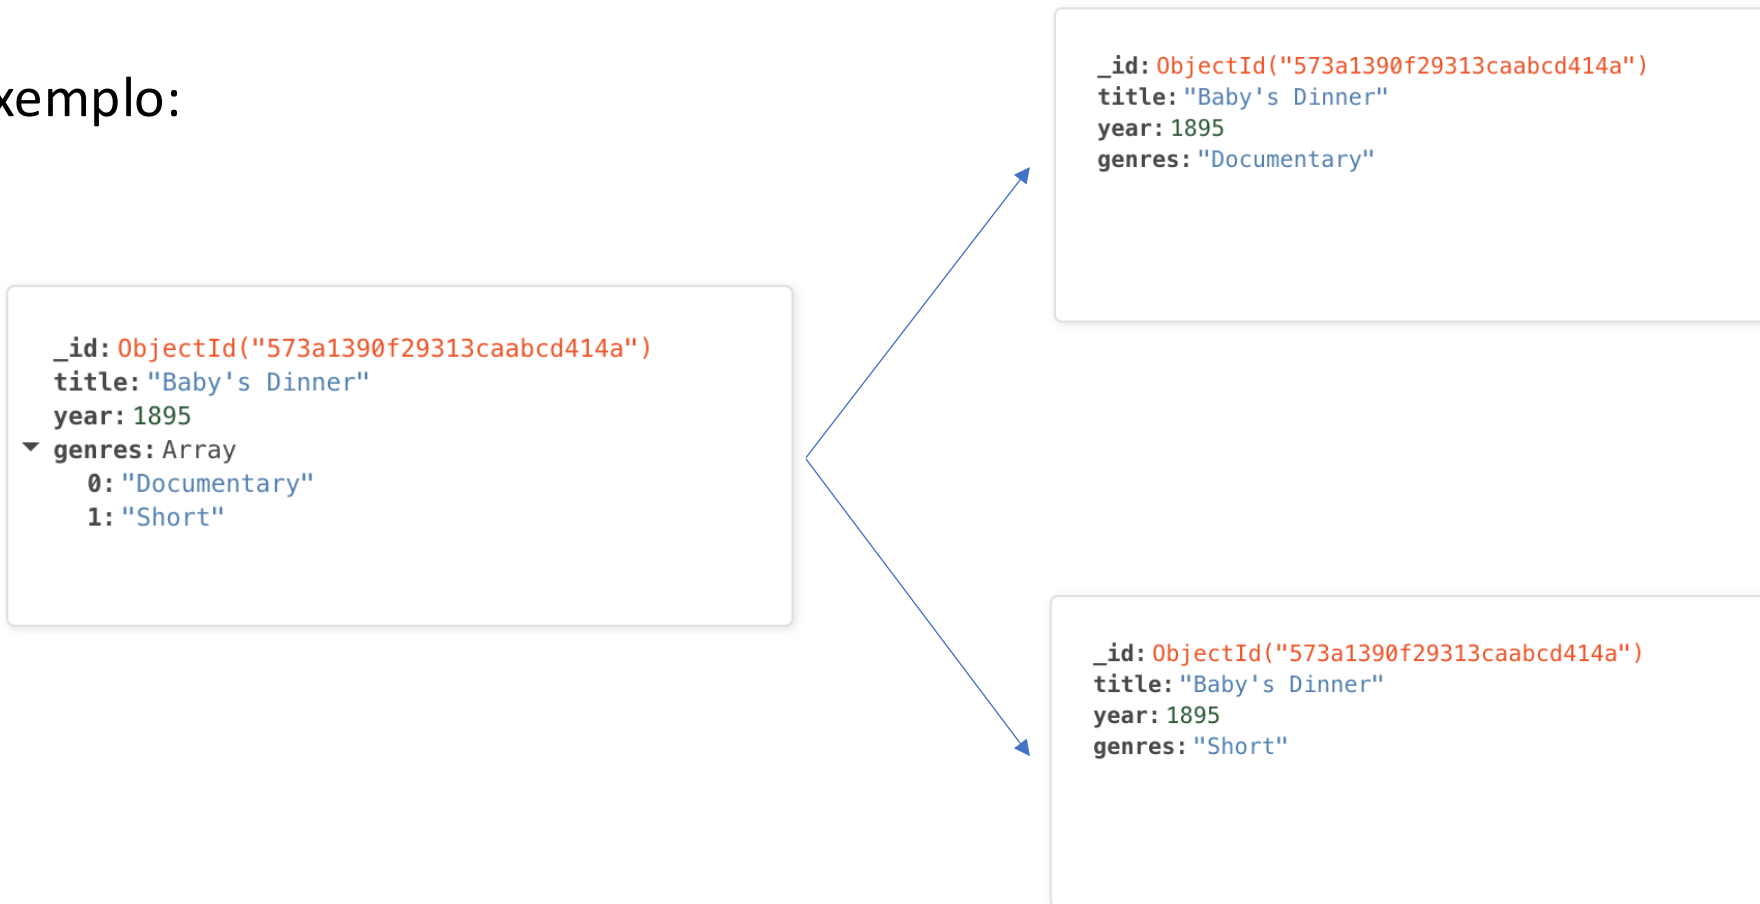 xemplo:
_id: ObjectId("573a1390f29313caabcd414a")
title: "Baby's Dinner"
year: 1895
genres: Array
0: "Documentary"
1: "Short"
_id: ObjectId("573a1390f29313caabcd414a")
title: "Baby's Dinner"
year: 1895
genres: "Documentary"
_id: ObjectId("573a1390f29313caabcd414a")
title: "Baby's Dinner"
year: 1895
genres: "Short"